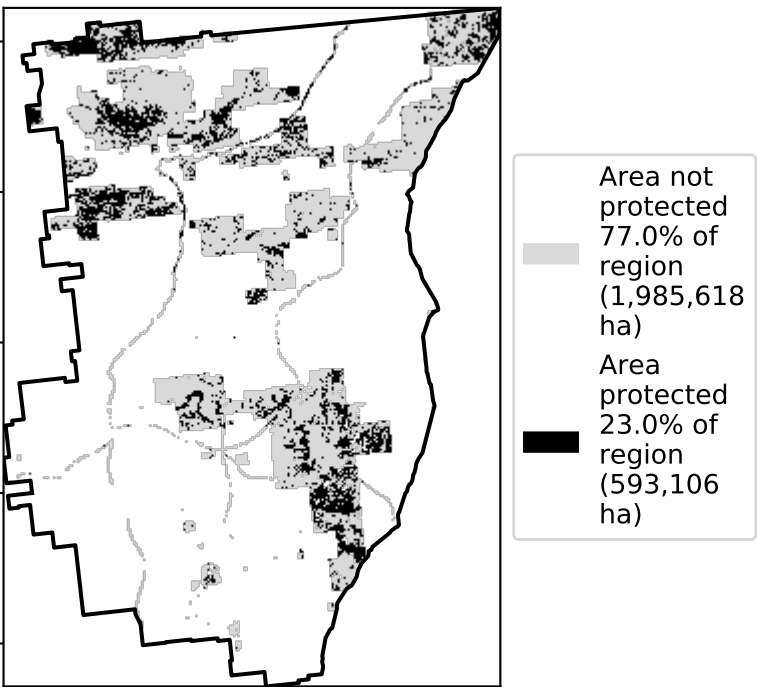 Area not
protected
77.0% of
region
(1,985,618
ha)
Area
protected
23.0% of
region
(593,106
ha)